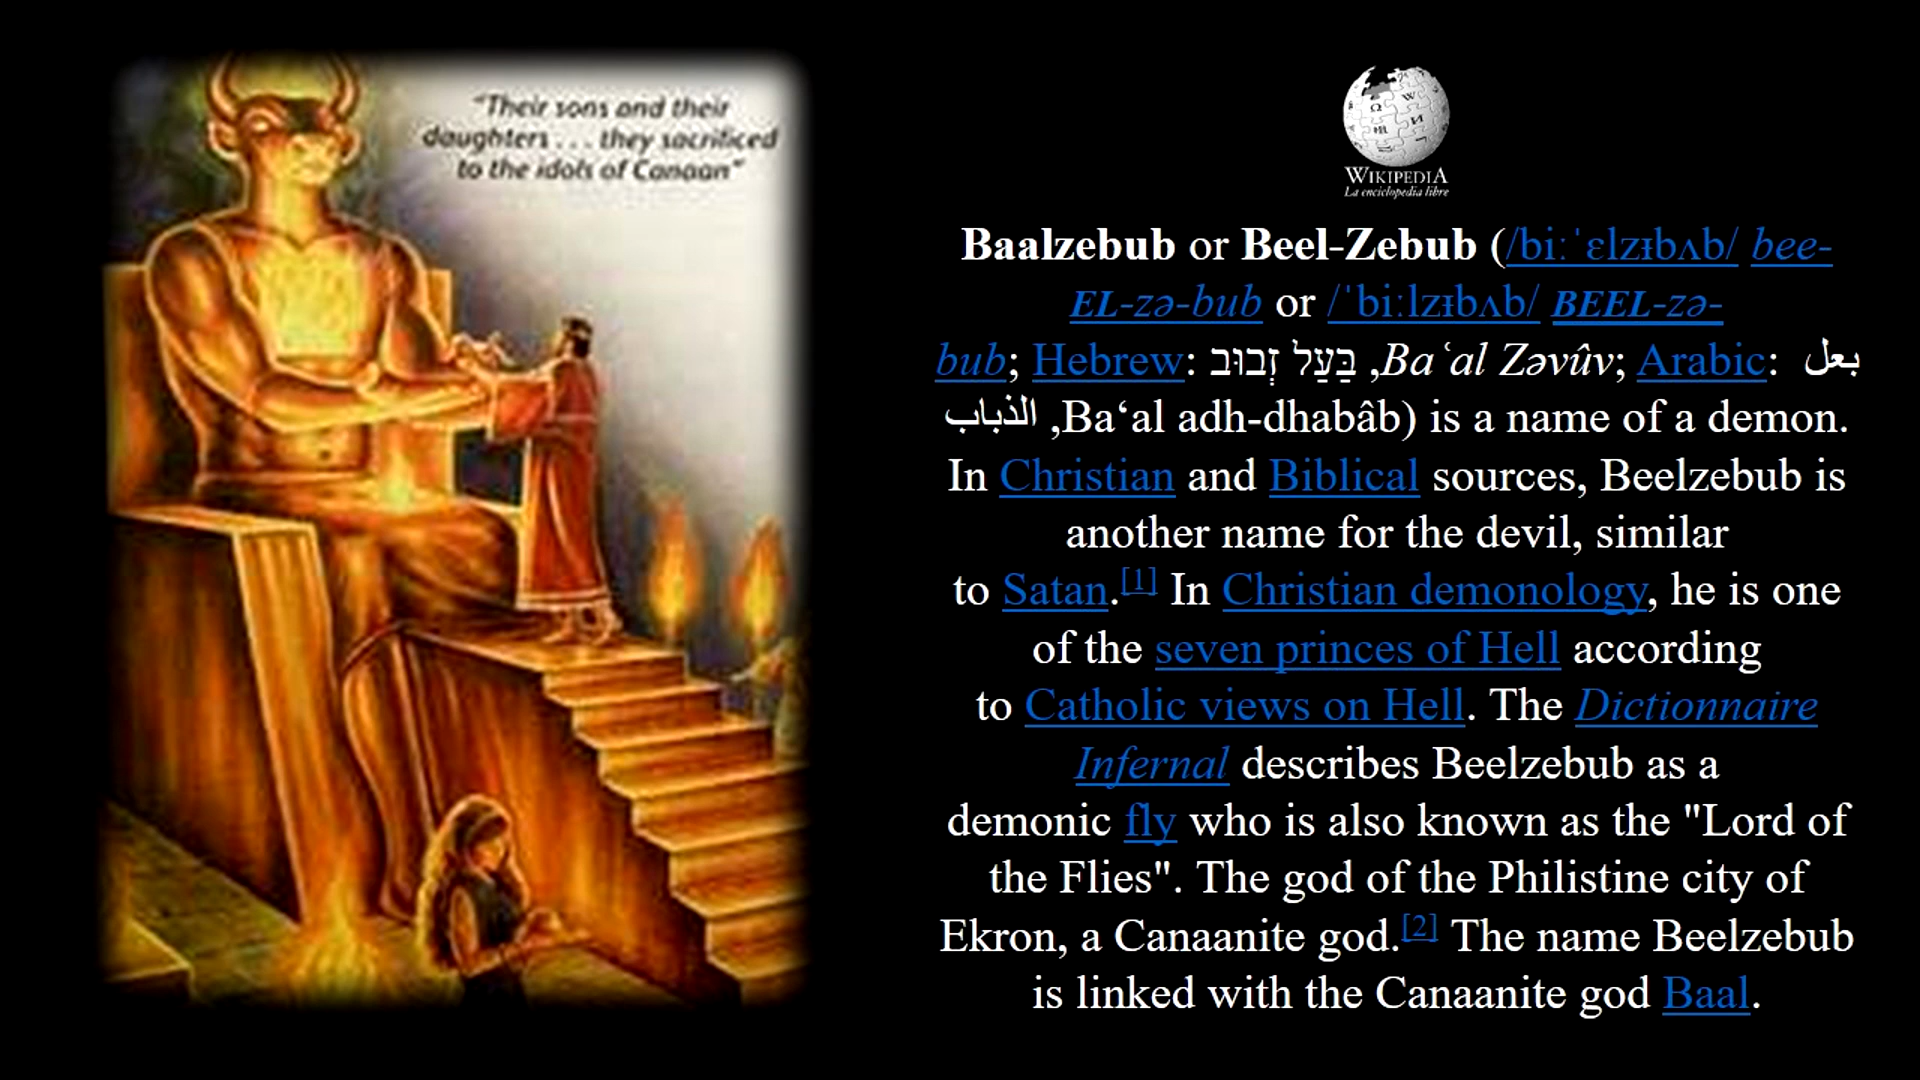 "Their sons and their
daughters . . . they sacrificed
to the idols of Canaan"
WIKIPEDIA
La enciclopedia libre
Baalzebub or Beel-Zebub (/biːˈɛlzɪbʌb/ bee-
EL-zə-bub or /ˈbiːlzɪbʌb/ BEEL-zə-
bub; Hebrew: בַּעַל זְבוּב ,Baʿal Zəvûv; Arabic: بعل
الذباب ,Ba‘al adh-dhabâb) is a name of a demon.
In Christian and Biblical sources, Beelzebub is
another name for the devil, similar
to Satan.[1] In Christian demonology, he is one
of the seven princes of Hell according
to Catholic views on Hell. The Dictionnaire
Infernal describes Beelzebub as a
demonic fly who is also known as the "Lord of
the Flies". The god of the Philistine city of
Ekron, a Canaanite god.[2] The name Beelzebub
is linked with the Canaanite god Baal.